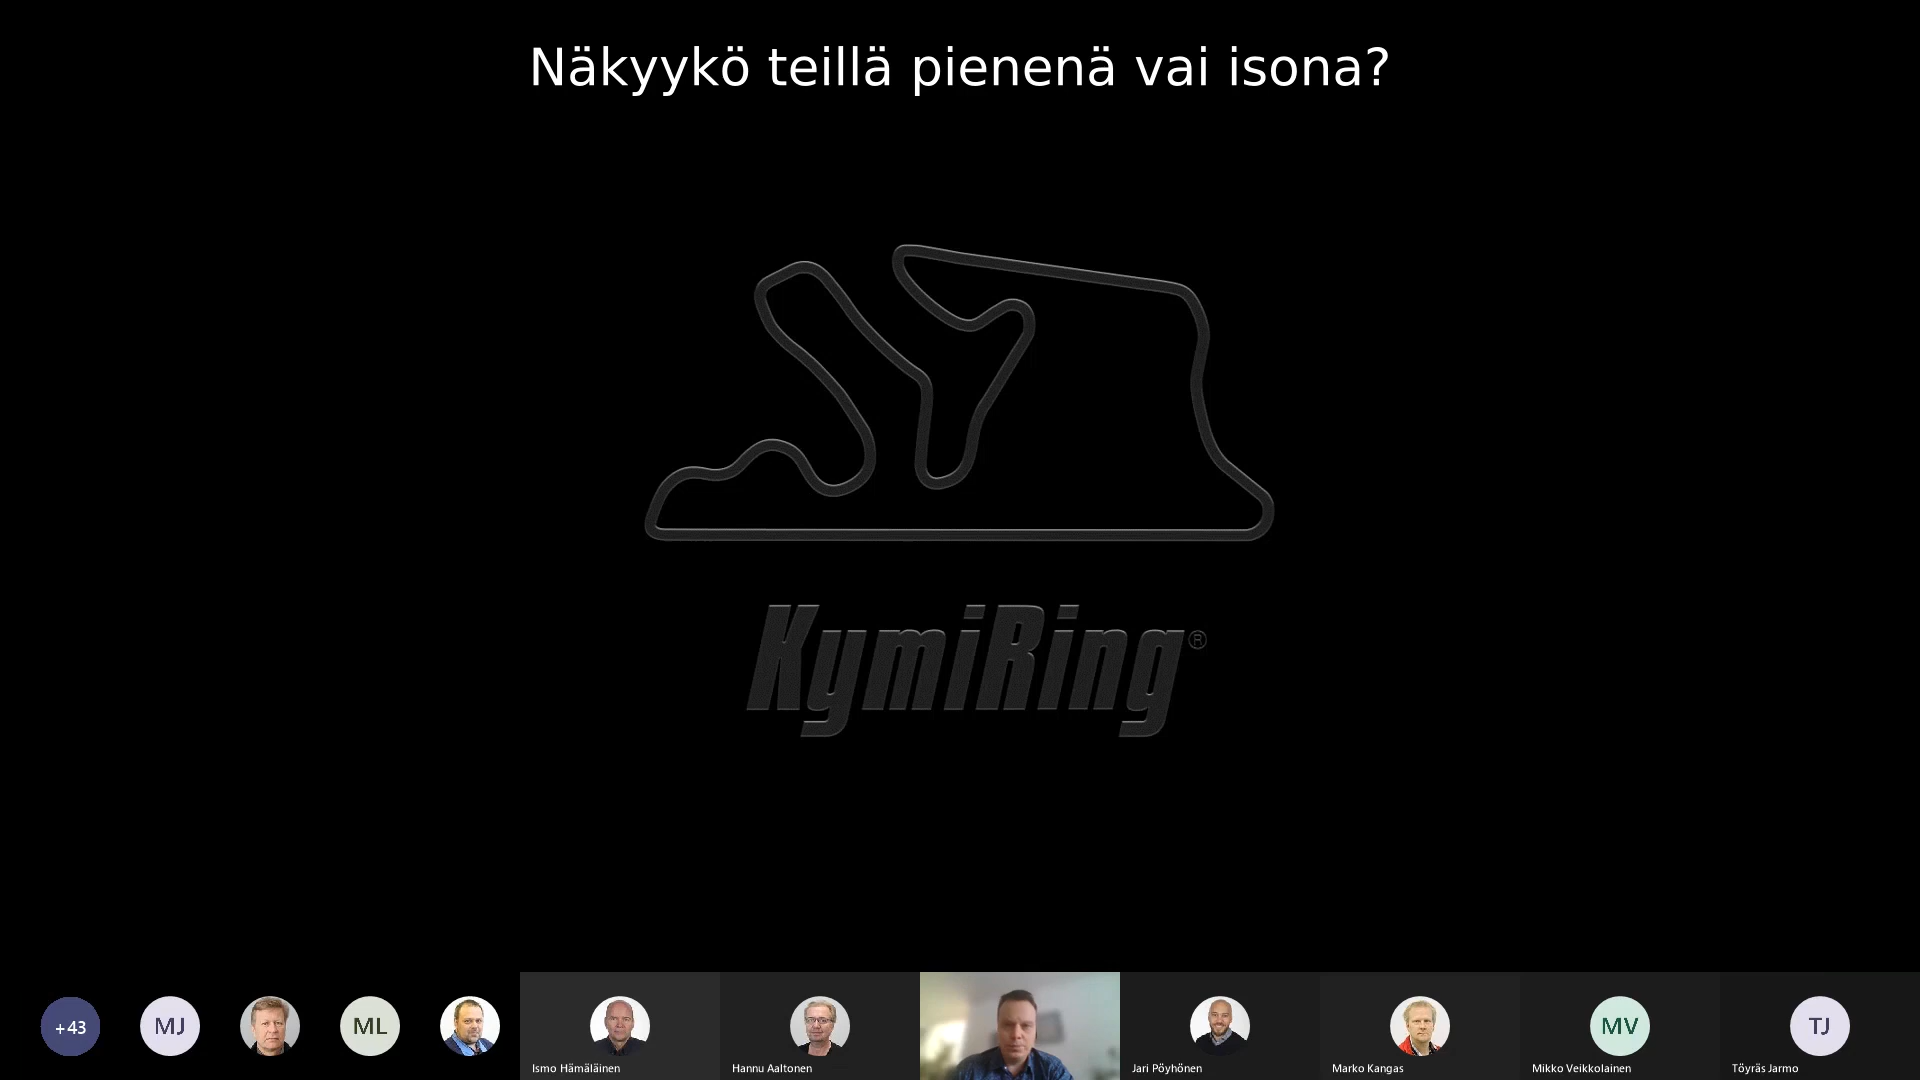 Näkyykö teillä pienenä vai isona?
KymiRing®
+43
MJ
ML
Ismo Hämäläinen
Hannu Aaltonen
Jari Pöyhönen
Marko Kangas
MV
Mikko Veikkolainen
TJ
Töyräs Jarmo